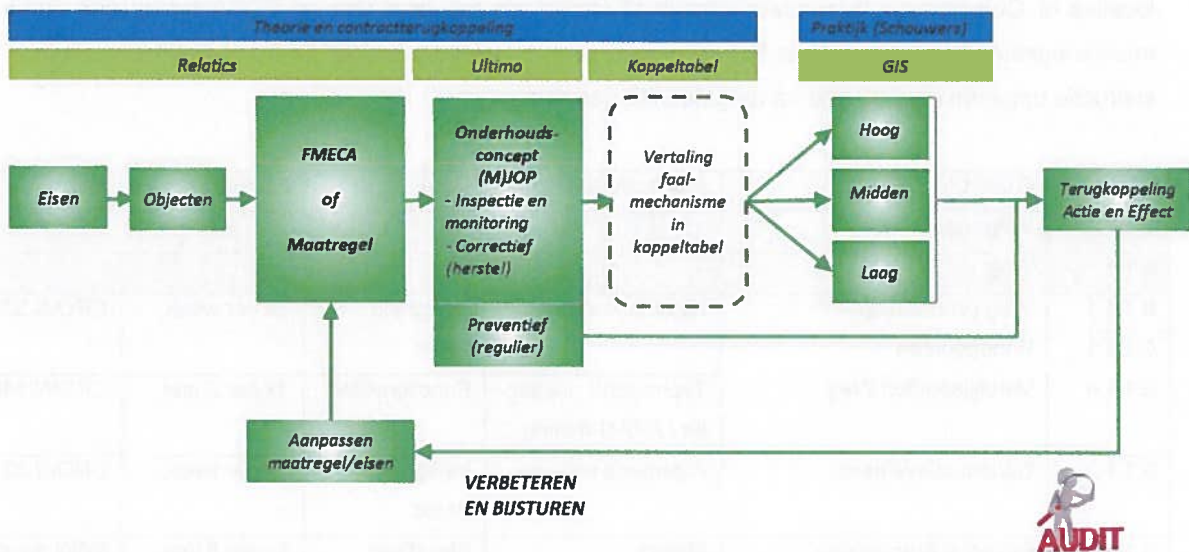 Theorie en contractterugkoppeling
Praktijk (Schouwers)
Relatics
Ultimo
Koppeltabel
GIS
Eisen
Objecten
FMECA
of
Maatregel
Onderhouds-
concept
(M)JOP
- Inspectie en
monitoring
- Correctief
(herstel)
Preventief
(regulier)
Vertaling
faal-
mechanisme
in
koppeltabel
Hoog
Midden
Laag
Terugkoppeling
Actie en Effect
Aanpassen
maatregel/eisen
VERBETEREN
EN BIJSTUREN
AUDIT